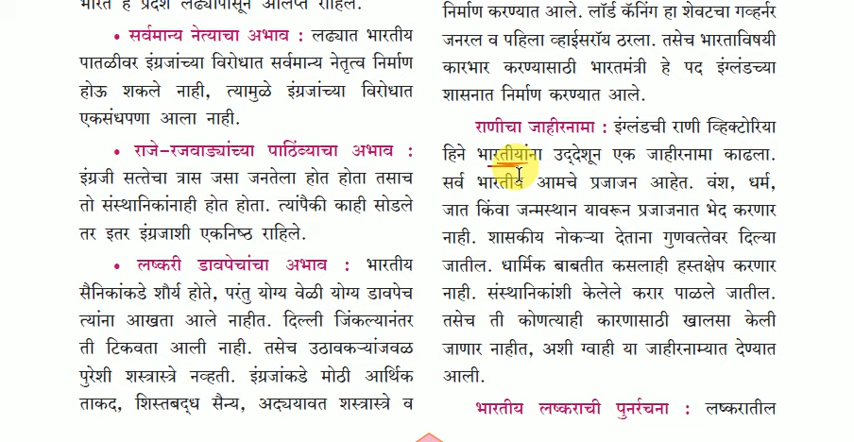 भारत हे प्रदेश लढ्यापासून अलिप्त राहिले.
• सर्वमान्य नेत्याचा अभाव : लढ्यात भारतीय
पातळीवर इंग्रजांच्या विरोधात सर्वमान्य नेतृत्व निर्माण
होऊ शकले नाही, त्यामुळे इंग्रजांच्या विरोधात
एकसंधपणा आला नाही.
• राजे-रजवाड्यांच्या पाठिंब्याचा अभाव :
इंग्रजी सत्तेचा त्रास जसा जनतेला होत होता तसाच
तो संस्थानिकांनाही होत होता. त्यांपैकी काही सोडले
तर इतर इंग्रजाशी एकनिष्ठ राहिले.
• लष्करी डावपेचांचा अभाव : भारतीय
सैनिकांकडे शौर्य होते, परंतु योग्य वेळी योग्य डावपेच
त्यांना आखता आले नाहीत. दिल्ली जिंकल्यानंतर
ती टिकवता आली नाही. तसेच उठावकऱ्यांजवळ
पुरेशी शस्त्रास्त्रे नव्हती. इंग्रजांकडे मोठी आर्थिक
ताकद, शिस्तबद्ध सैन्य, अद्ययावत शस्त्रास्त्रे व
निर्माण करण्यात आले. लॉर्ड कॅनिंग हा शेवटचा गव्हर्नर
जनरल व पहिला व्हाईसरॉय ठरला. तसेच भारताविषयी
कारभार करण्यासाठी भारतमंत्री हे पद इंग्लंडच्या
शासनात निर्माण करण्यात आले.
राणीचा जाहीरनामा : इंग्लंडची राणी व्हिक्टोरिया
हिने भारतीयांना उद्देशून एक जाहीरनामा काढला.
सर्व भारतीय आमचे प्रजाजन आहेत. वंश, धर्म,
जात किंवा जन्मस्थान यावरून प्रजाजनात भेद करणार
नाही. शासकीय नोकऱ्या देताना गुणवत्तेवर दिल्या
जातील. धार्मिक बाबतीत कसलाही हस्तक्षेप करणार
नाही. संस्थानिकांशी केलेले करार पाळले जातील.
तसेच ती कोणत्याही कारणासाठी खालसा केली
जाणार नाहीत, अशी ग्वाही या जाहीरनाम्यात देण्यात
आली.
भारतीय लष्कराची पुनर्रचना : लष्करातील